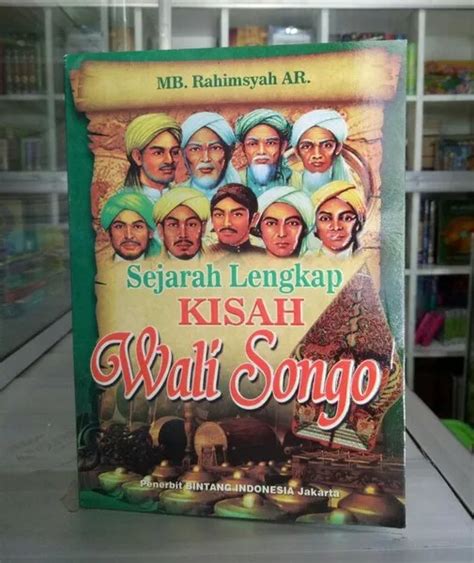 MB. Rahimsyah AR.
Sejarah Lengkap
KISAH
Wali Songo
Penerbit BINTANG INDONESIA Jakarta